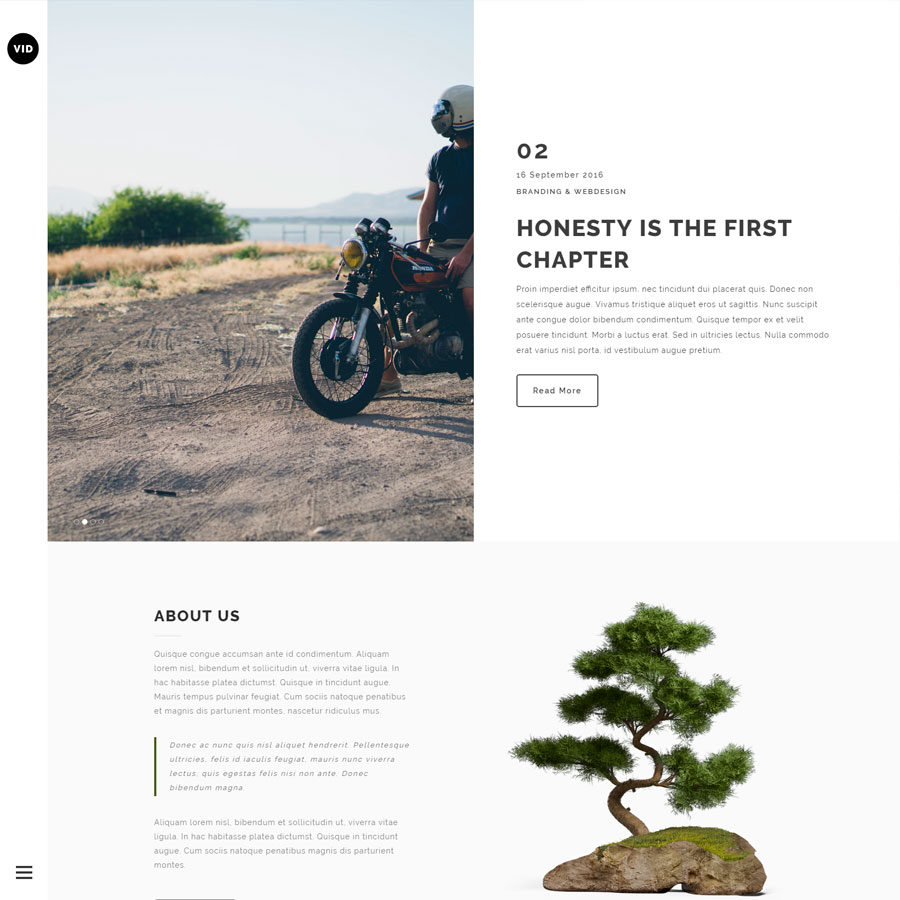 VID
HONDA
02
16 September 2016
BRANDING & WEBDESIGN
HONESTY IS THE FIRST
CHAPTER
Proin imperdiet efficitur ipsum, nec tincidunt dui placerat quis. Donec non
scelerisque augue. Vivamus tristique aliquet eros ut sagittis. Nunc suscipit
ante congue dolor bibendum condimentum. Quisque tempor ex et velit
posuere tincidunt. Morbi a luctus erat. Sed in ultricies lectus. Nulla commodo
erat varius nisl porta, id vestibulum augue pretium.
Read More
ABOUT US
Quisque congue accumsan ante id condimentum. Aliquam
lorem nisl, bibendum et sollicitudin ut, viverra vitae ligula. In
hac habitasse platea dictumst. Quisque in tincidunt augue.
Mauris tempus pulvinar feugiat. Cum sociis natoque penatibus
et magnis dis parturient montes, nascetur ridiculus mus.
Donec ac nunc quis nisl aliquet hendrerit. Pellentesque
ultricies, felis id iaculis feugiat, mauris nunc viverra
lectus, quis egestas felis nisi non ante. Donec
bibendum magna.
Aliquam lorem nisl, bibendum et sollicitudin ut, viverra vitae
ligula. In hac habitasse platea dictumst. Quisque in tincidunt
augue. Cum sociis natoque penatibus magnis dis parturient
montes.